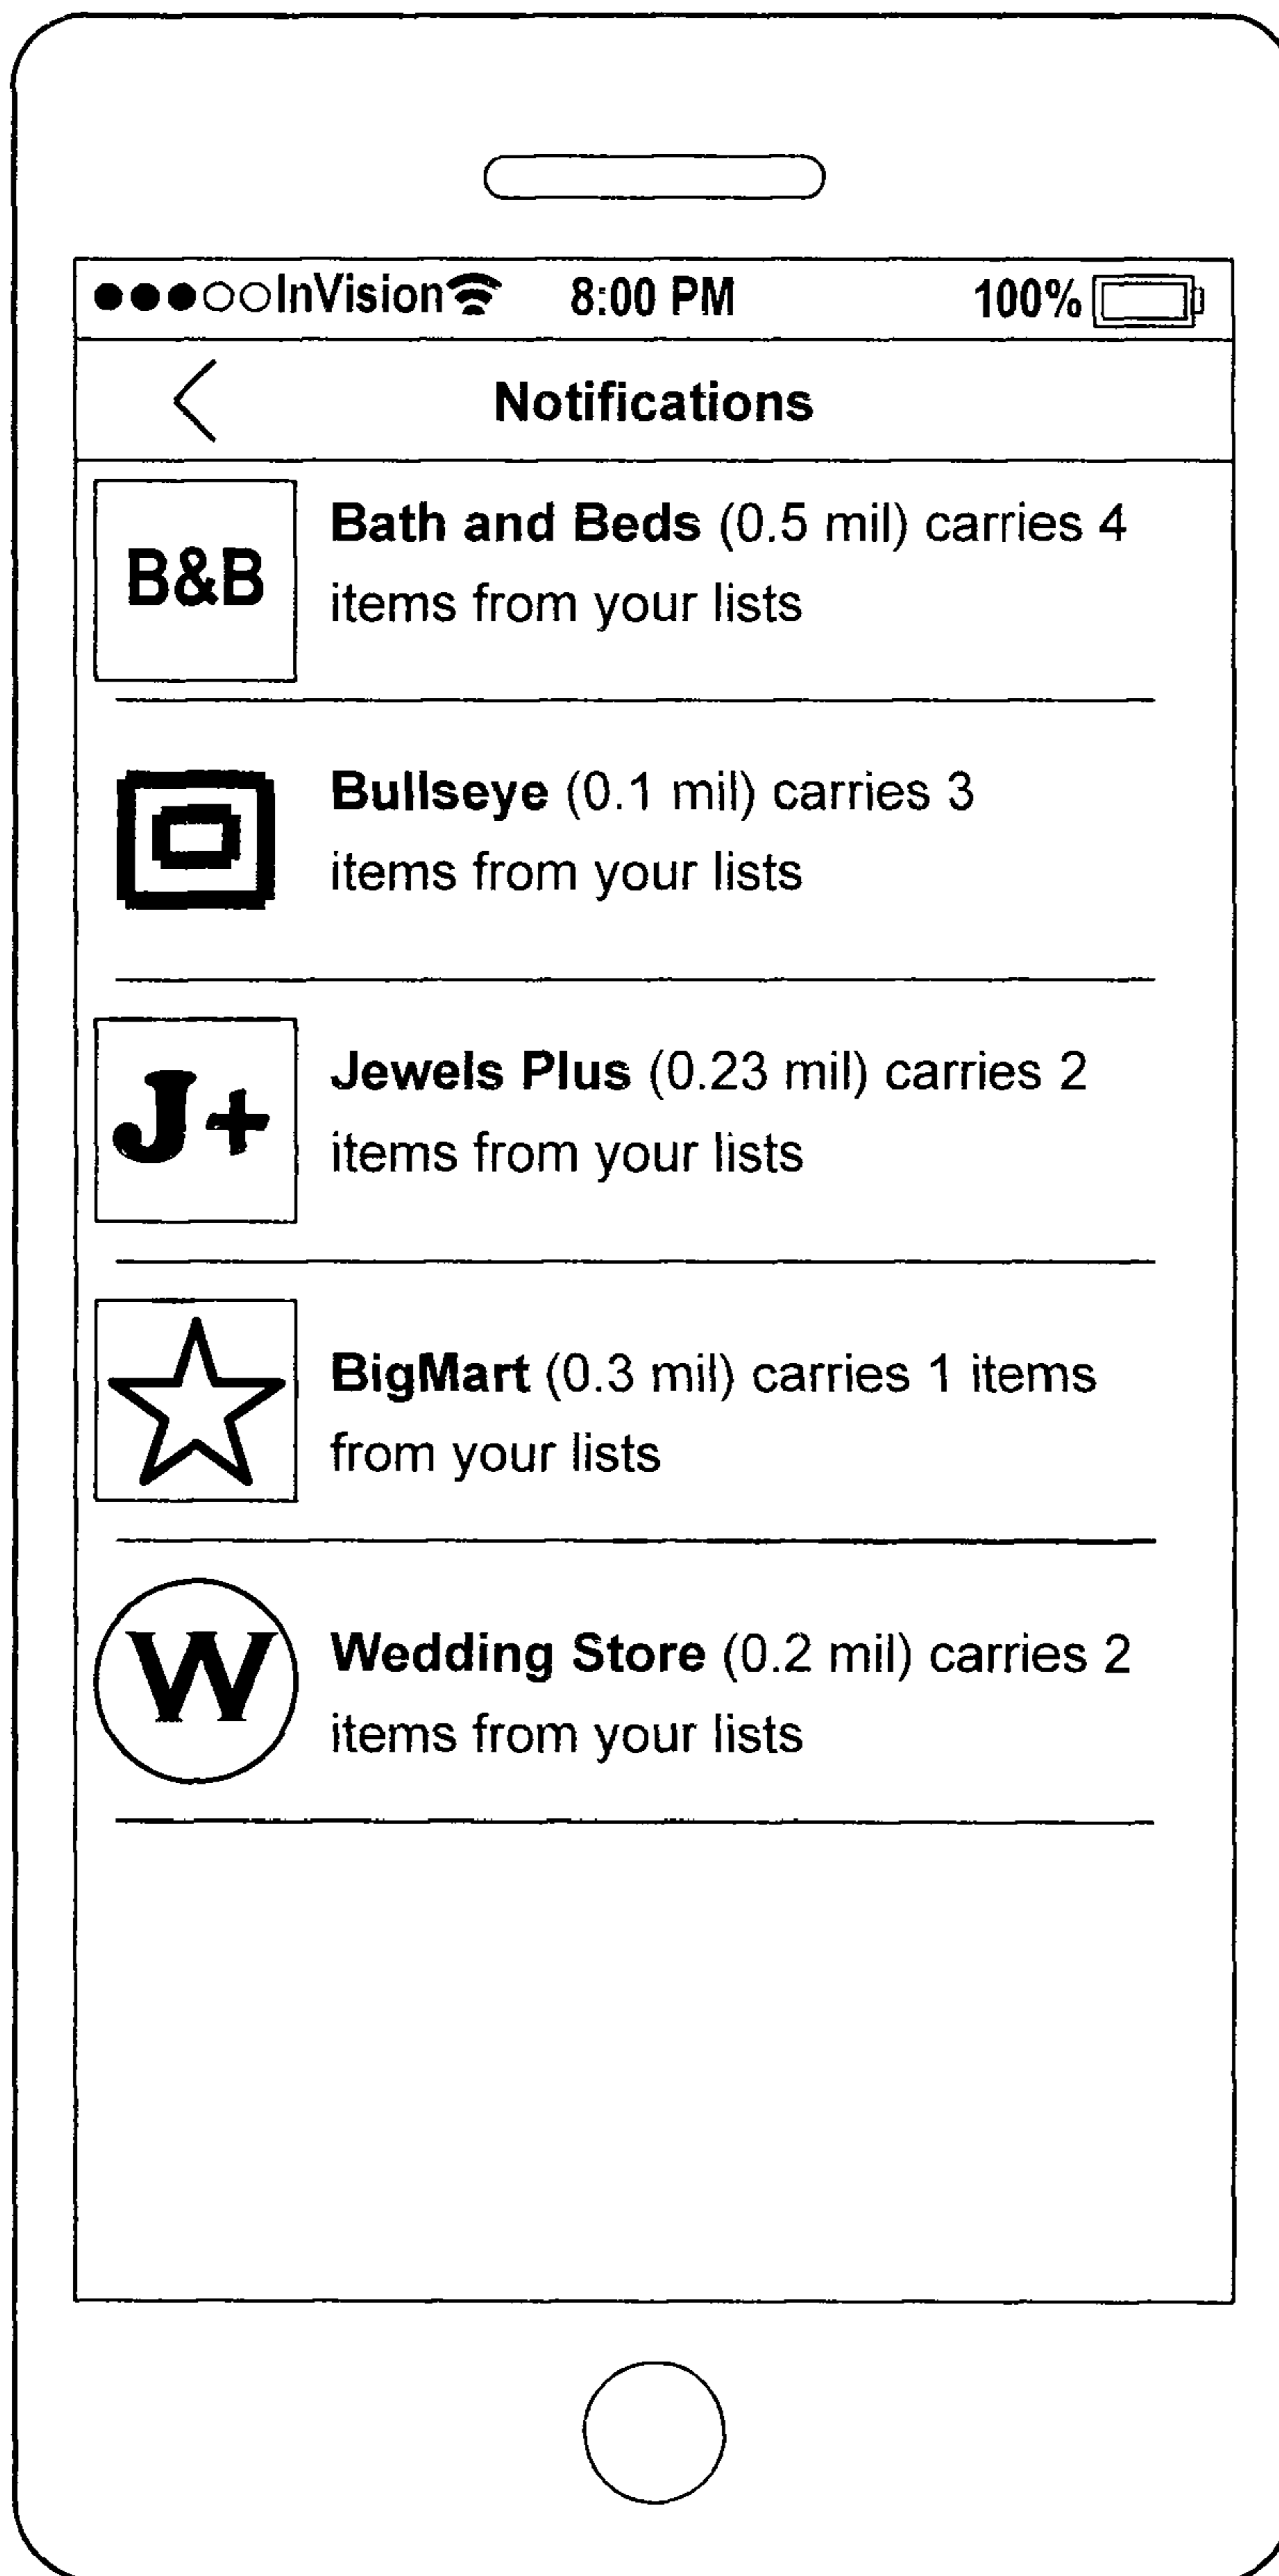 InVision 8:00 PM 100%
Notifications
B&B
Bath and Beds (0.5 mil) carries 4
items from your lists
Bullseye (0.1 mil) carries 3
items from your lists
J+
Jewels Plus (0.23 mil) carries 2
items from your lists
BigMart (0.3 mil) carries 1 items
from your lists
W
Wedding Store (0.2 mil) carries 2
items from your lists